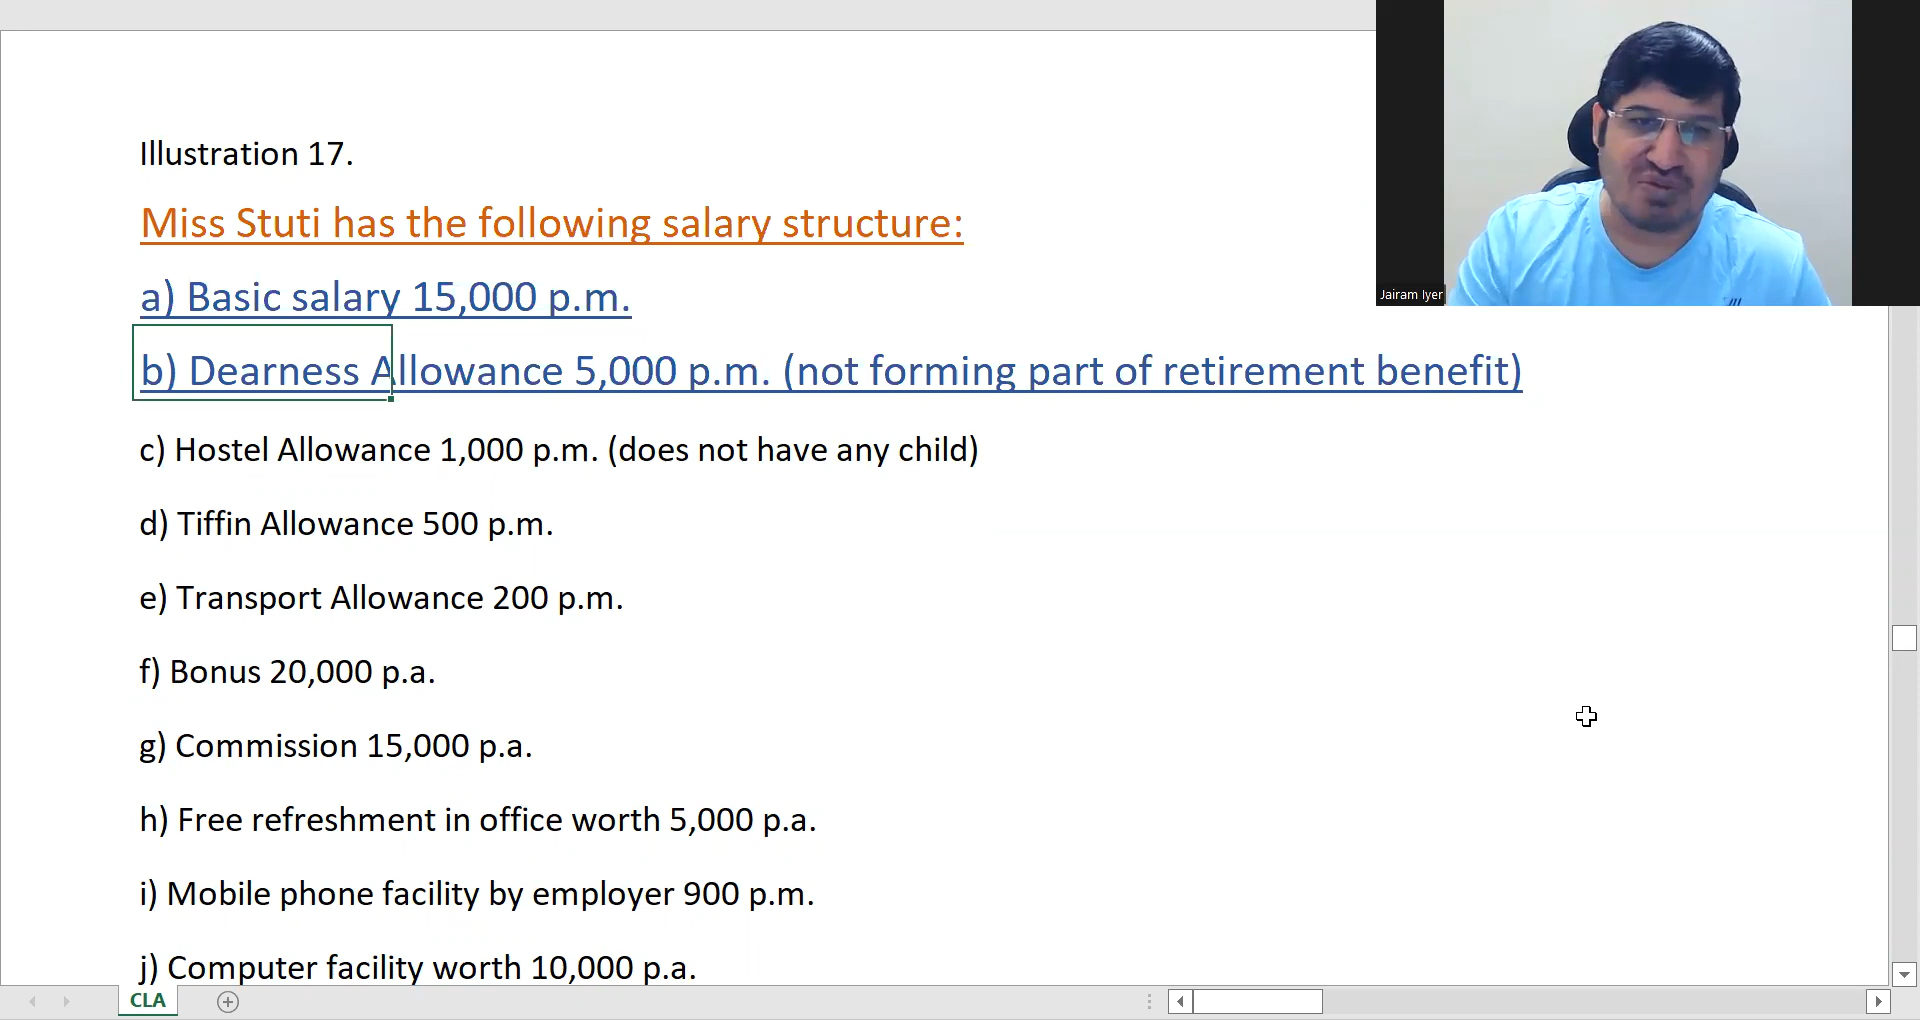 Illustration 17.
Miss Stuti has the following salary structure:
a) Basic salary 15,000 p.m.
b) Dearness Allowance 5,000 p.m. (not forming part of retirement benefit)
c) Hostel Allowance 1,000 p.m. (does not have any child)
d) Tiffin Allowance 500 p.m.
e) Transport Allowance 200 p.m.
f) Bonus 20,000 p.a.
g) Commission 15,000 p.a.
h) Free refreshment in office worth 5,000 p.a.
i) Mobile phone facility by employer 900 p.m.
j) Computer facility worth 10,000 p.a.
Jairam Iyer
CLA